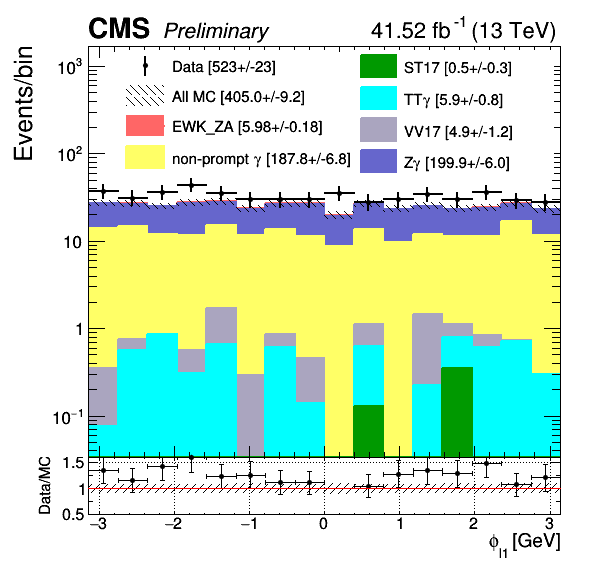 CMS Preliminary 41.52 fb⁻¹ (13 TeV)
Events/bin
Data [523+/-23]
All MC [405.0+/-9.2]
EWK_ZA [5.98+/-0.18]
non-prompt γ [187.8+/-6.8]
ST17 [0.5+/-0.3]
TTγ [5.9+/-0.8]
VV17 [4.9+/-1.2]
Zγ [199.9+/-6.0]
10³
10²
10
1
10⁻¹
Data/MC
1.5
1
0.5
−3 −2 −1 0 1 2 3
ϕ_l1 [GeV]